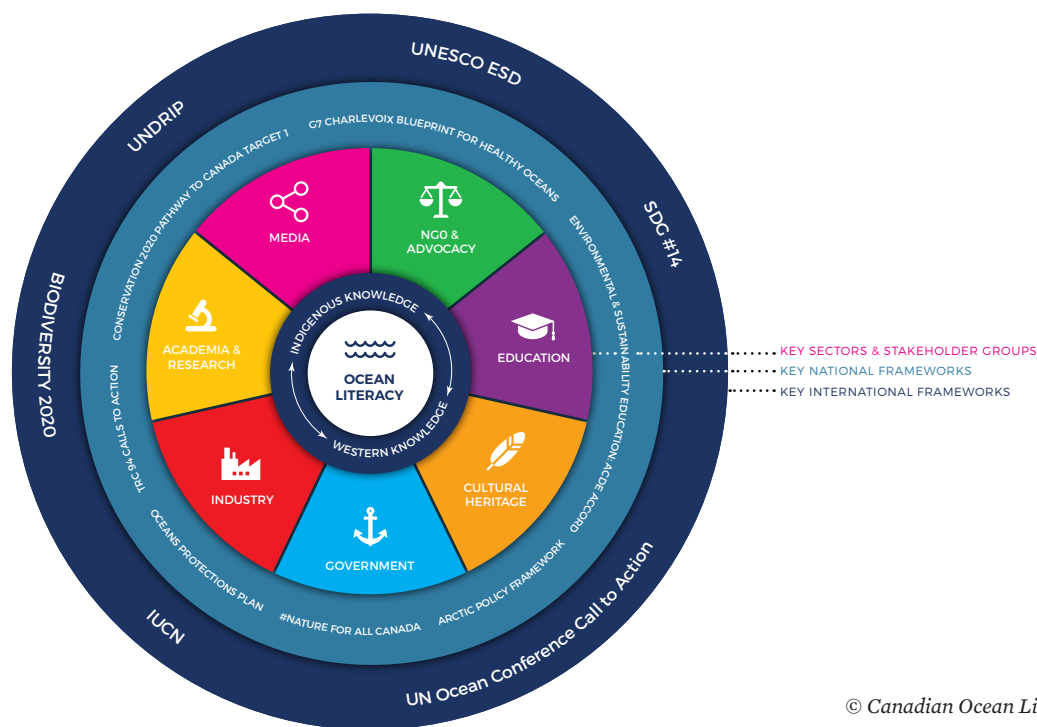 UNESCO ESD
UNDRIP
SDG #14
BIODIVERSITY 2020
IUCN
UN Ocean Conference Call to Action
G7 CHARLEVOIX BLUEPRINT FOR HEALTHY OCEANS
CONSERVATION 2020 PATHWAY TO CANADA TARGET 1
ENVIRONMENTAL & SUSTAINABILITY EDUCATION: ACDE ACCORD
TRC 94 CALLS TO ACTION
OCEANS PROTECTIONS PLAN
#NATURE FOR ALL CANADA
ARCTIC POLICY FRAMEWORK
MEDIA
NGO &
ADVOCACY
EDUCATION
CULTURAL
HERITAGE
GOVERNMENT
INDUSTRY
ACADEMIA &
RESEARCH
INDIGENOUS KNOWLEDGE
WESTERN KNOWLEDGE
OCEAN
LITERACY
KEY SECTORS & STAKEHOLDER GROUPS
KEY NATIONAL FRAMEWORKS
KEY INTERNATIONAL FRAMEWORKS
© Canadian Ocean Li